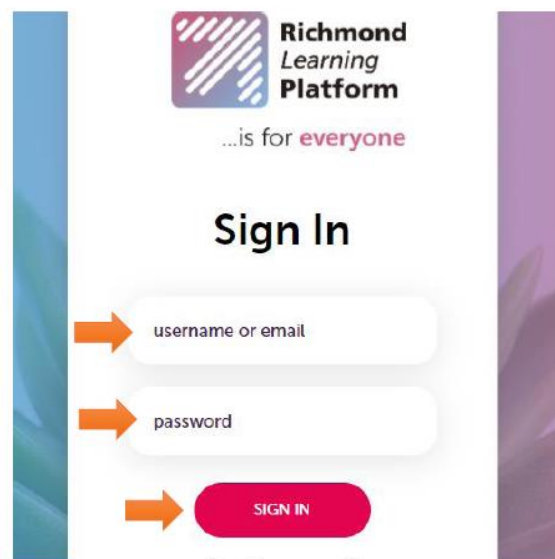 Richmond
Learning
Platform
...is for everyone
Sign In
username or email
password
SIGN IN